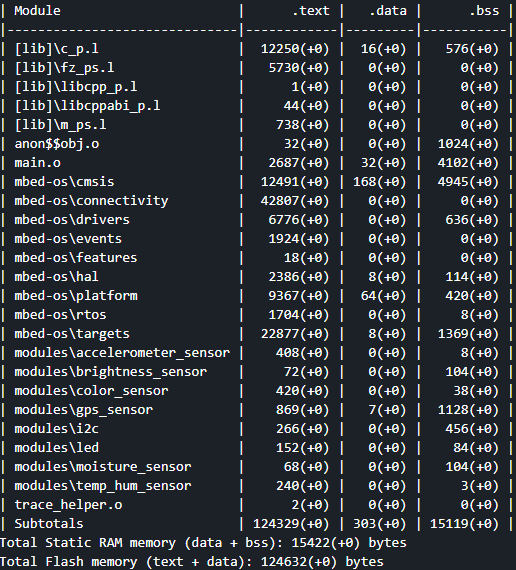 | Module | .text | .data | .bss |
|------------------------------|-------------|----------|-----------|
| [lib]\c_p.l | 12250(+0) | 16(+0) | 576(+0) |
| [lib]\fz_ps.l | 5730(+0) | 0(+0) | 0(+0) |
| [lib]\libcpp_p.l | 1(+0) | 0(+0) | 0(+0) |
| [lib]\libcppabi_p.l | 44(+0) | 0(+0) | 0(+0) |
| [lib]\m_ps.l | 738(+0) | 0(+0) | 0(+0) |
| anon$$obj.o | 32(+0) | 0(+0) | 1024(+0) |
| main.o | 2687(+0) | 32(+0) | 4102(+0) |
| mbed-os\cmsis | 12491(+0) | 168(+0) | 4945(+0) |
| mbed-os\connectivity | 42807(+0) | 0(+0) | 0(+0) |
| mbed-os\drivers | 6776(+0) | 0(+0) | 636(+0) |
| mbed-os\events | 1924(+0) | 0(+0) | 0(+0) |
| mbed-os\features | 18(+0) | 0(+0) | 0(+0) |
| mbed-os\hal | 2386(+0) | 8(+0) | 114(+0) |
| mbed-os\platform | 9367(+0) | 64(+0) | 420(+0) |
| mbed-os\rtos | 1704(+0) | 0(+0) | 8(+0) |
| mbed-os\targets | 22877(+0) | 8(+0) | 1369(+0) |
| modules\accelerometer_sensor | 408(+0) | 0(+0) | 8(+0) |
| modules\brightness_sensor | 72(+0) | 0(+0) | 104(+0) |
| modules\color_sensor | 420(+0) | 0(+0) | 38(+0) |
| modules\gps_sensor | 869(+0) | 7(+0) | 1128(+0) |
| modules\i2c | 266(+0) | 0(+0) | 456(+0) |
| modules\led | 152(+0) | 0(+0) | 84(+0) |
| modules\moisture_sensor | 68(+0) | 0(+0) | 104(+0) |
| modules\temp_hum_sensor | 240(+0) | 0(+0) | 3(+0) |
| trace_helper.o | 2(+0) | 0(+0) | 0(+0) |
| Subtotals | 124329(+0) | 303(+0) | 15119(+0) |
Total Static RAM memory (data + bss): 15422(+0) bytes
Total Flash memory (text + data): 124632(+0) bytes